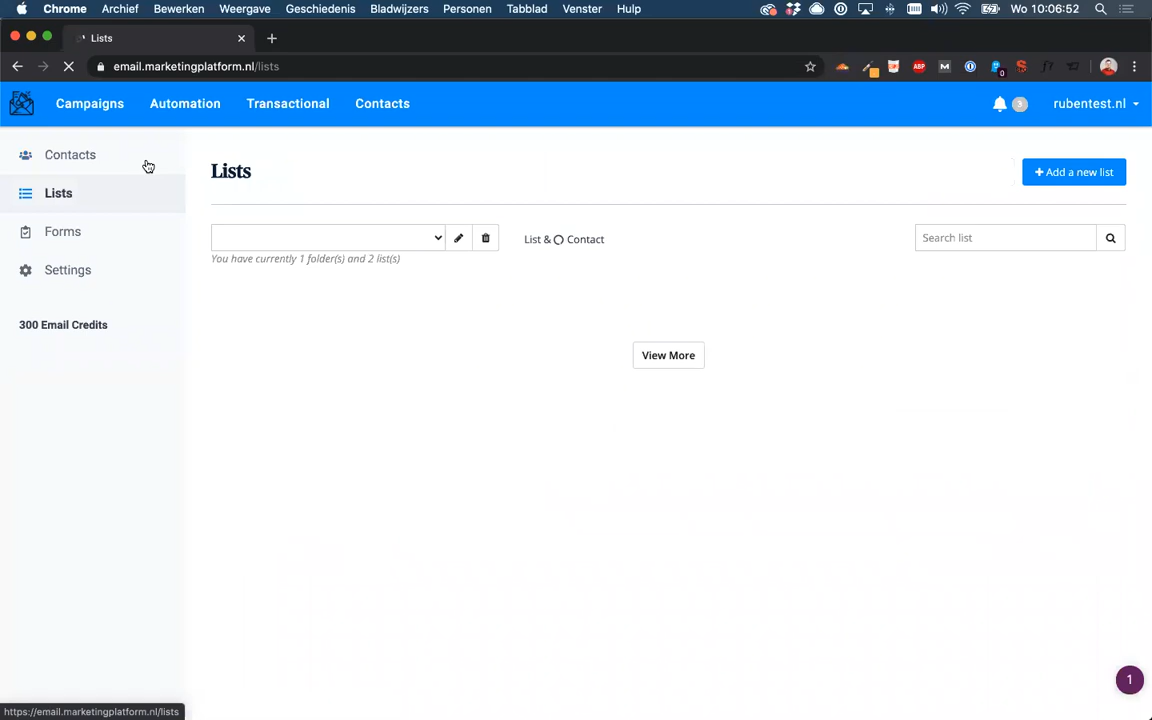 Chrome Archief Bewerken Weergave Geschiedenis Bladwijzers Personen Tabblad Venster Hulp Wo 10:06:52
Lists
email.marketingplatform.nl/lists
Campaigns Automation Transactional Contacts 3 rubentest.nl
Contacts
Lists
Forms
Settings
300 Email Credits
Lists
+ Add a new list
List & Contact
Search list
You have currently 1 folder(s) and 2 list(s)
View More
1
https://email.marketingplatform.nl/lists